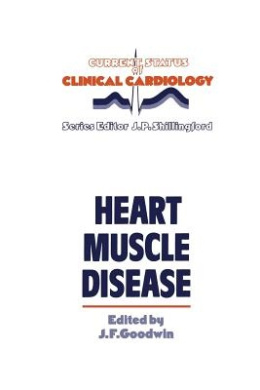 CURRENT STATUS
OF
CLINICAL CARDIOLOGY
Series Editor J.P.Shillingford
HEART
MUSCLE
DISEASE
Edited by
J.F.Goodwin